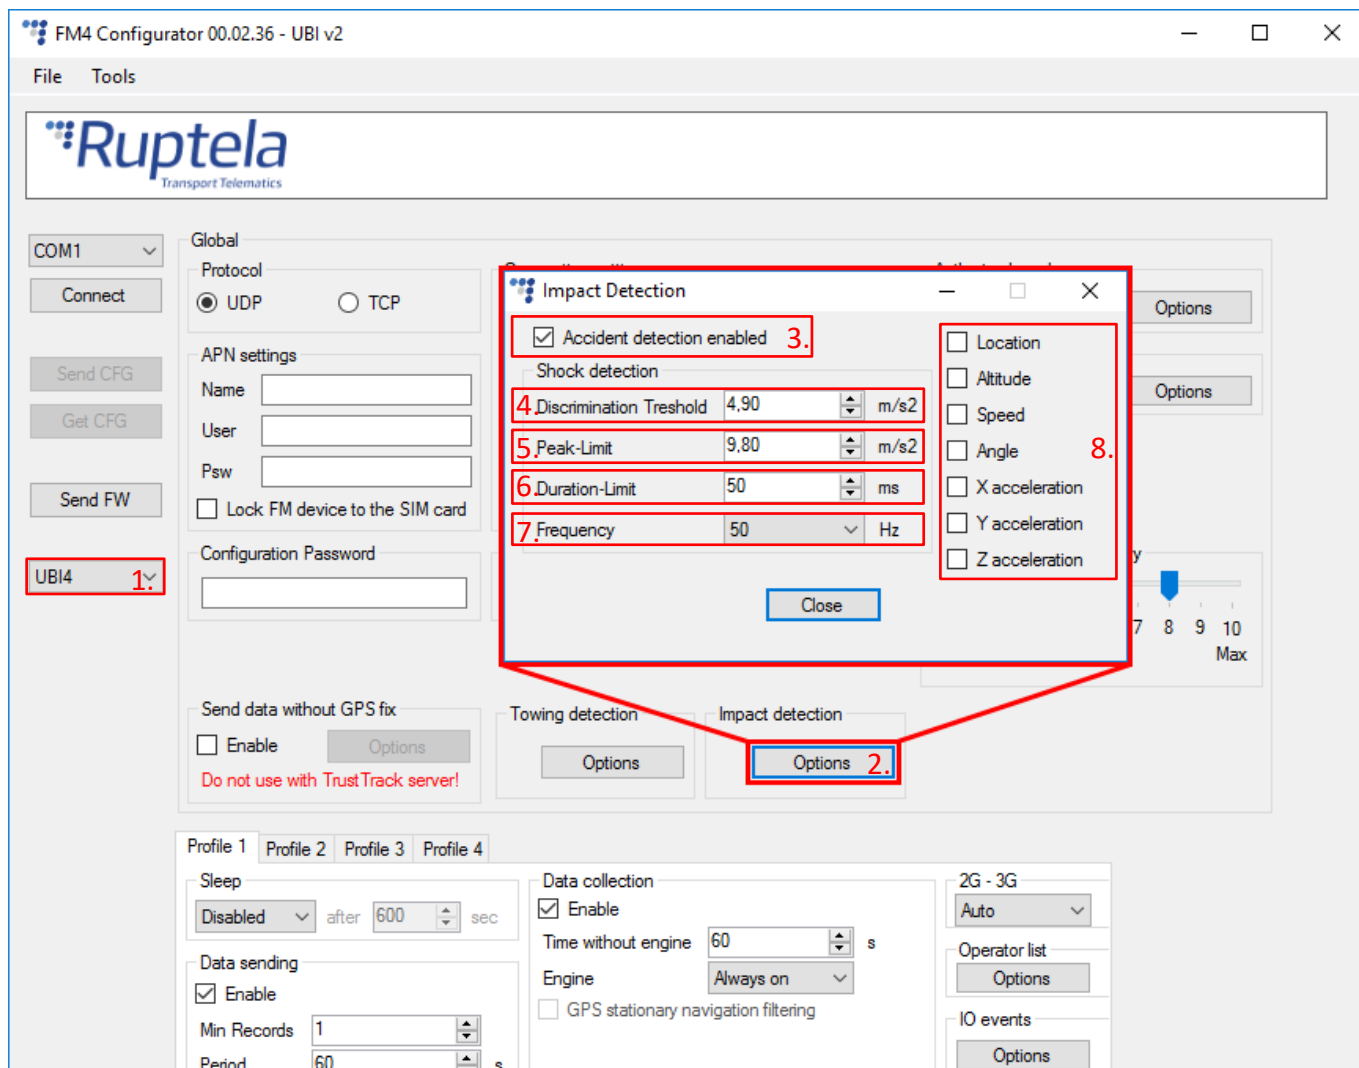 FM4 Configurator 00.02.36 - UBI v2
File Tools
Ruptela
Transport Telematics
COM1
Connect
Send CFG
Get CFG
Send FW
UBI4 1.
Global
Protocol
UDP TCP
APN settings
Name
User
Psw
Lock FM device to the SIM card
Configuration Password
Options
Options
Impact Detection
Accident detection enabled 3.
Shock detection
4. Discrimination Treshold 4,90 m/s2
5. Peak-Limit 9,80 m/s2
6. Duration-Limit 50 ms
7. Frequency 50 Hz
Location
Altitude
Speed
Angle 8.
X acceleration
Y acceleration
Z acceleration
Close
7 8 9 10
Max
Send data without GPS fix
Enable Options
Do not use with TrustTrack server!
Towing detection
Options
Impact detection
Options 2.
Profile 1 Profile 2 Profile 3 Profile 4
Sleep
Disabled after 600 sec
Data sending
Enable
Min Records 1
Period 60 s
Data collection
Enable
Time without engine 60 s
Engine Always on
GPS stationary navigation filtering
2G - 3G
Auto
Operator list
Options
IO events
Options